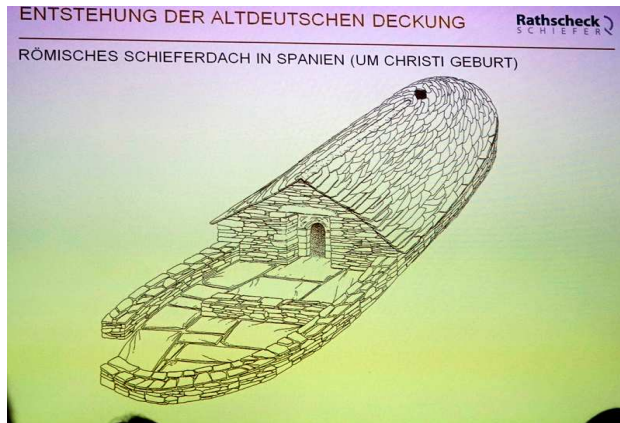 ENTSTEHUNG DER ALTDEUTSCHEN DECKUNG
Rathscheck
SCHIEFER
RÖMISCHES SCHIEFERDACH IN SPANIEN (UM CHRISTI GEBURT)